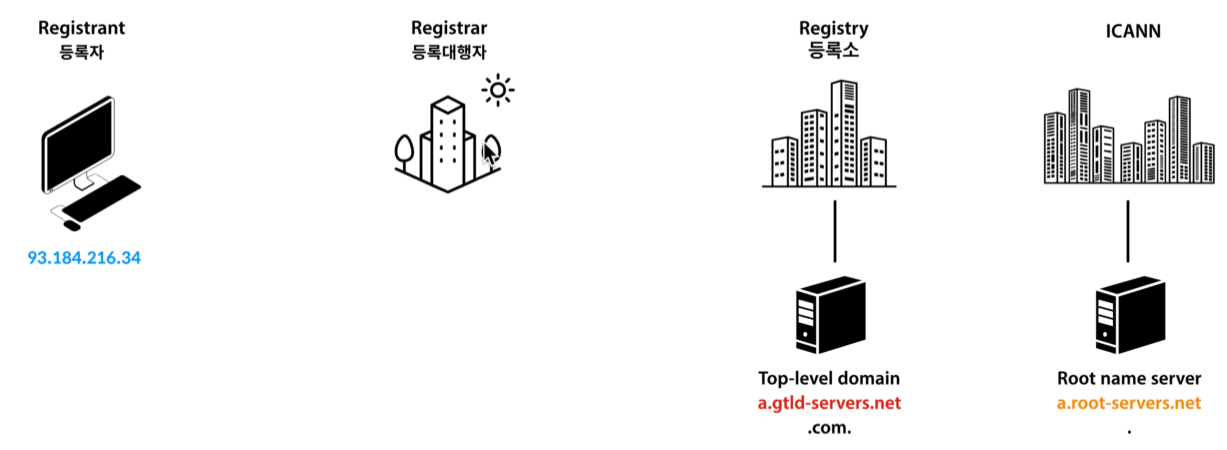 Registrant
등록자
93.184.216.34
Registrar
등록대행자
Registry
등록소
Top-level domain
a.gtld-servers.net
.com.
ICANN
Root name server
a.root-servers.net
.